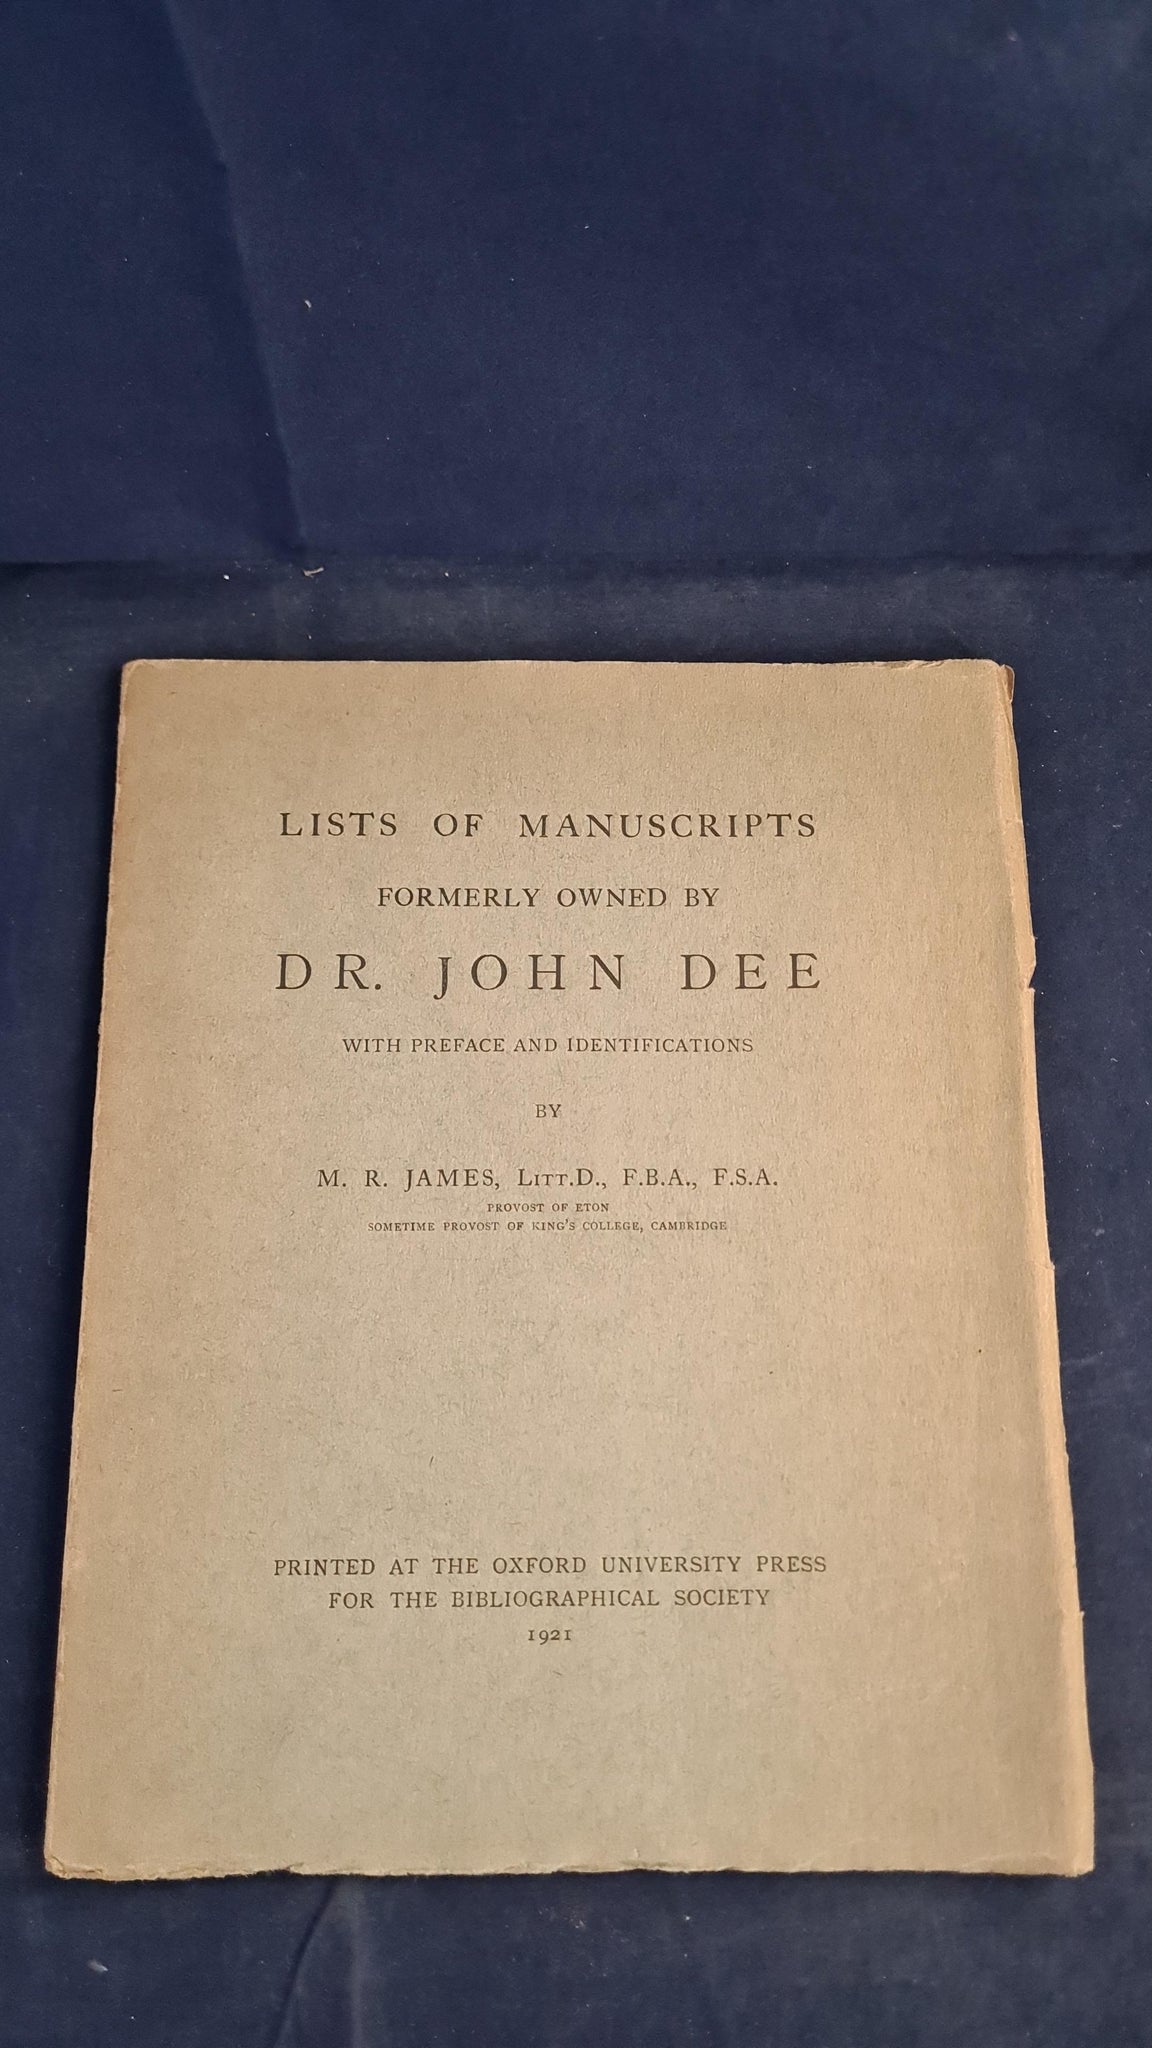 LISTS OF MANUSCRIPTS
FORMERLY OWNED BY
DR. JOHN DEE
WITH PREFACE AND IDENTIFICATIONS
BY
M. R. JAMES, LITT.D., F.B.A., F.S.A.
PROVOST OF ETON
SOMETIME PROVOST OF KING'S COLLEGE, CAMBRIDGE
PRINTED AT THE OXFORD UNIVERSITY PRESS
FOR THE BIBLIOGRAPHICAL SOCIETY
1921